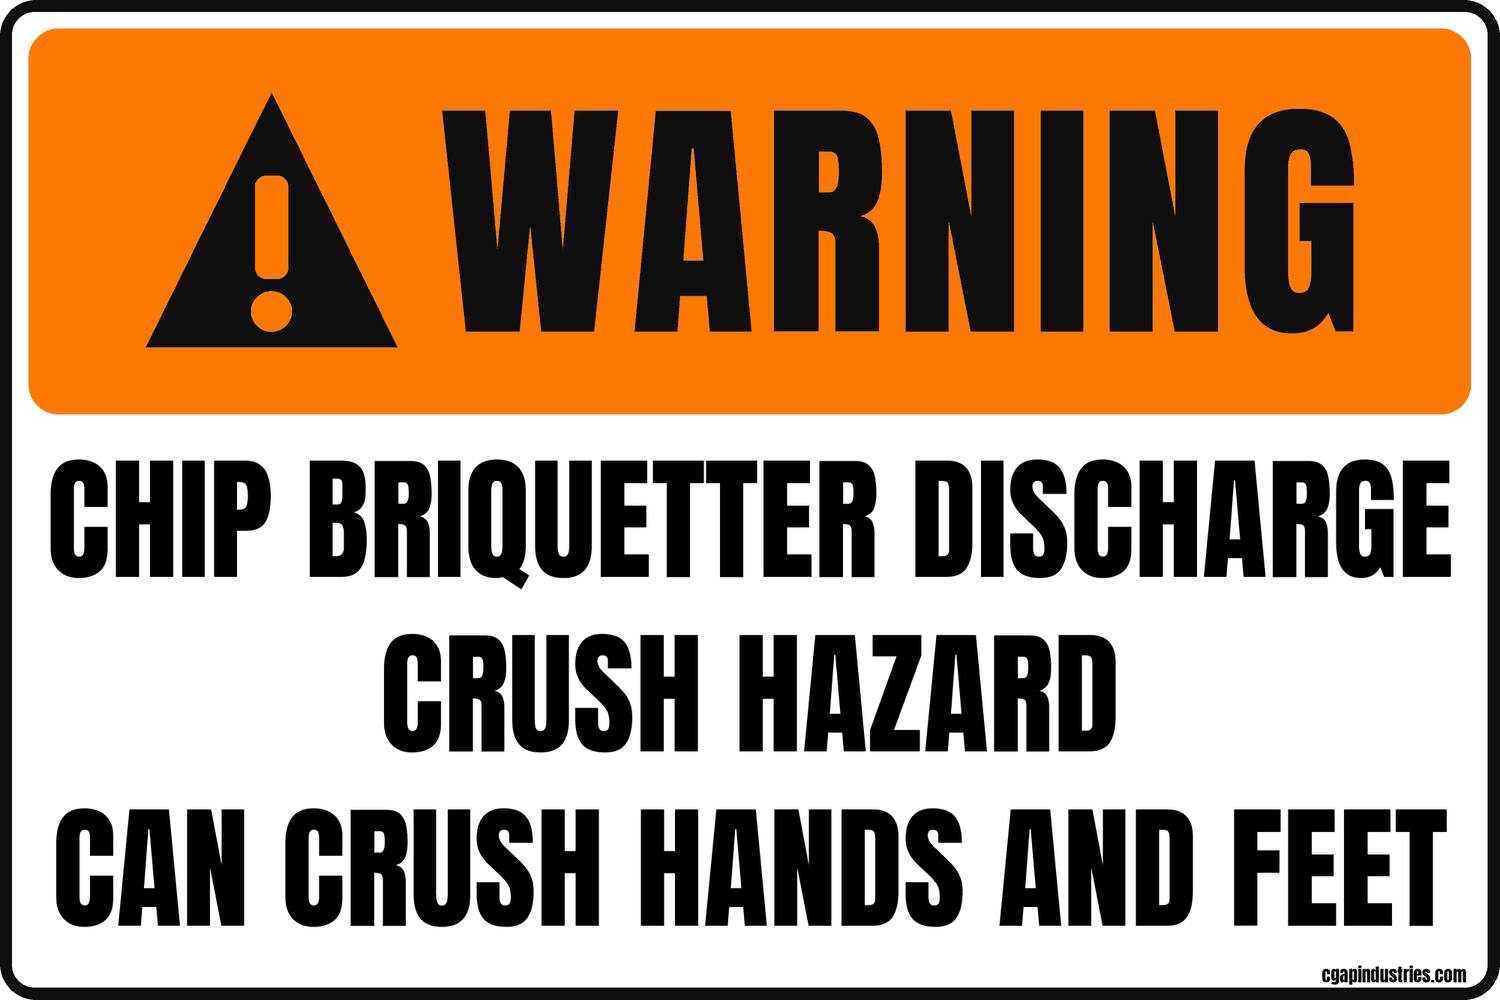 WARNING
CHIP BRIQUETTER DISCHARGE
CRUSH HAZARD
CAN CRUSH HANDS AND FEET
cgapindustries.com